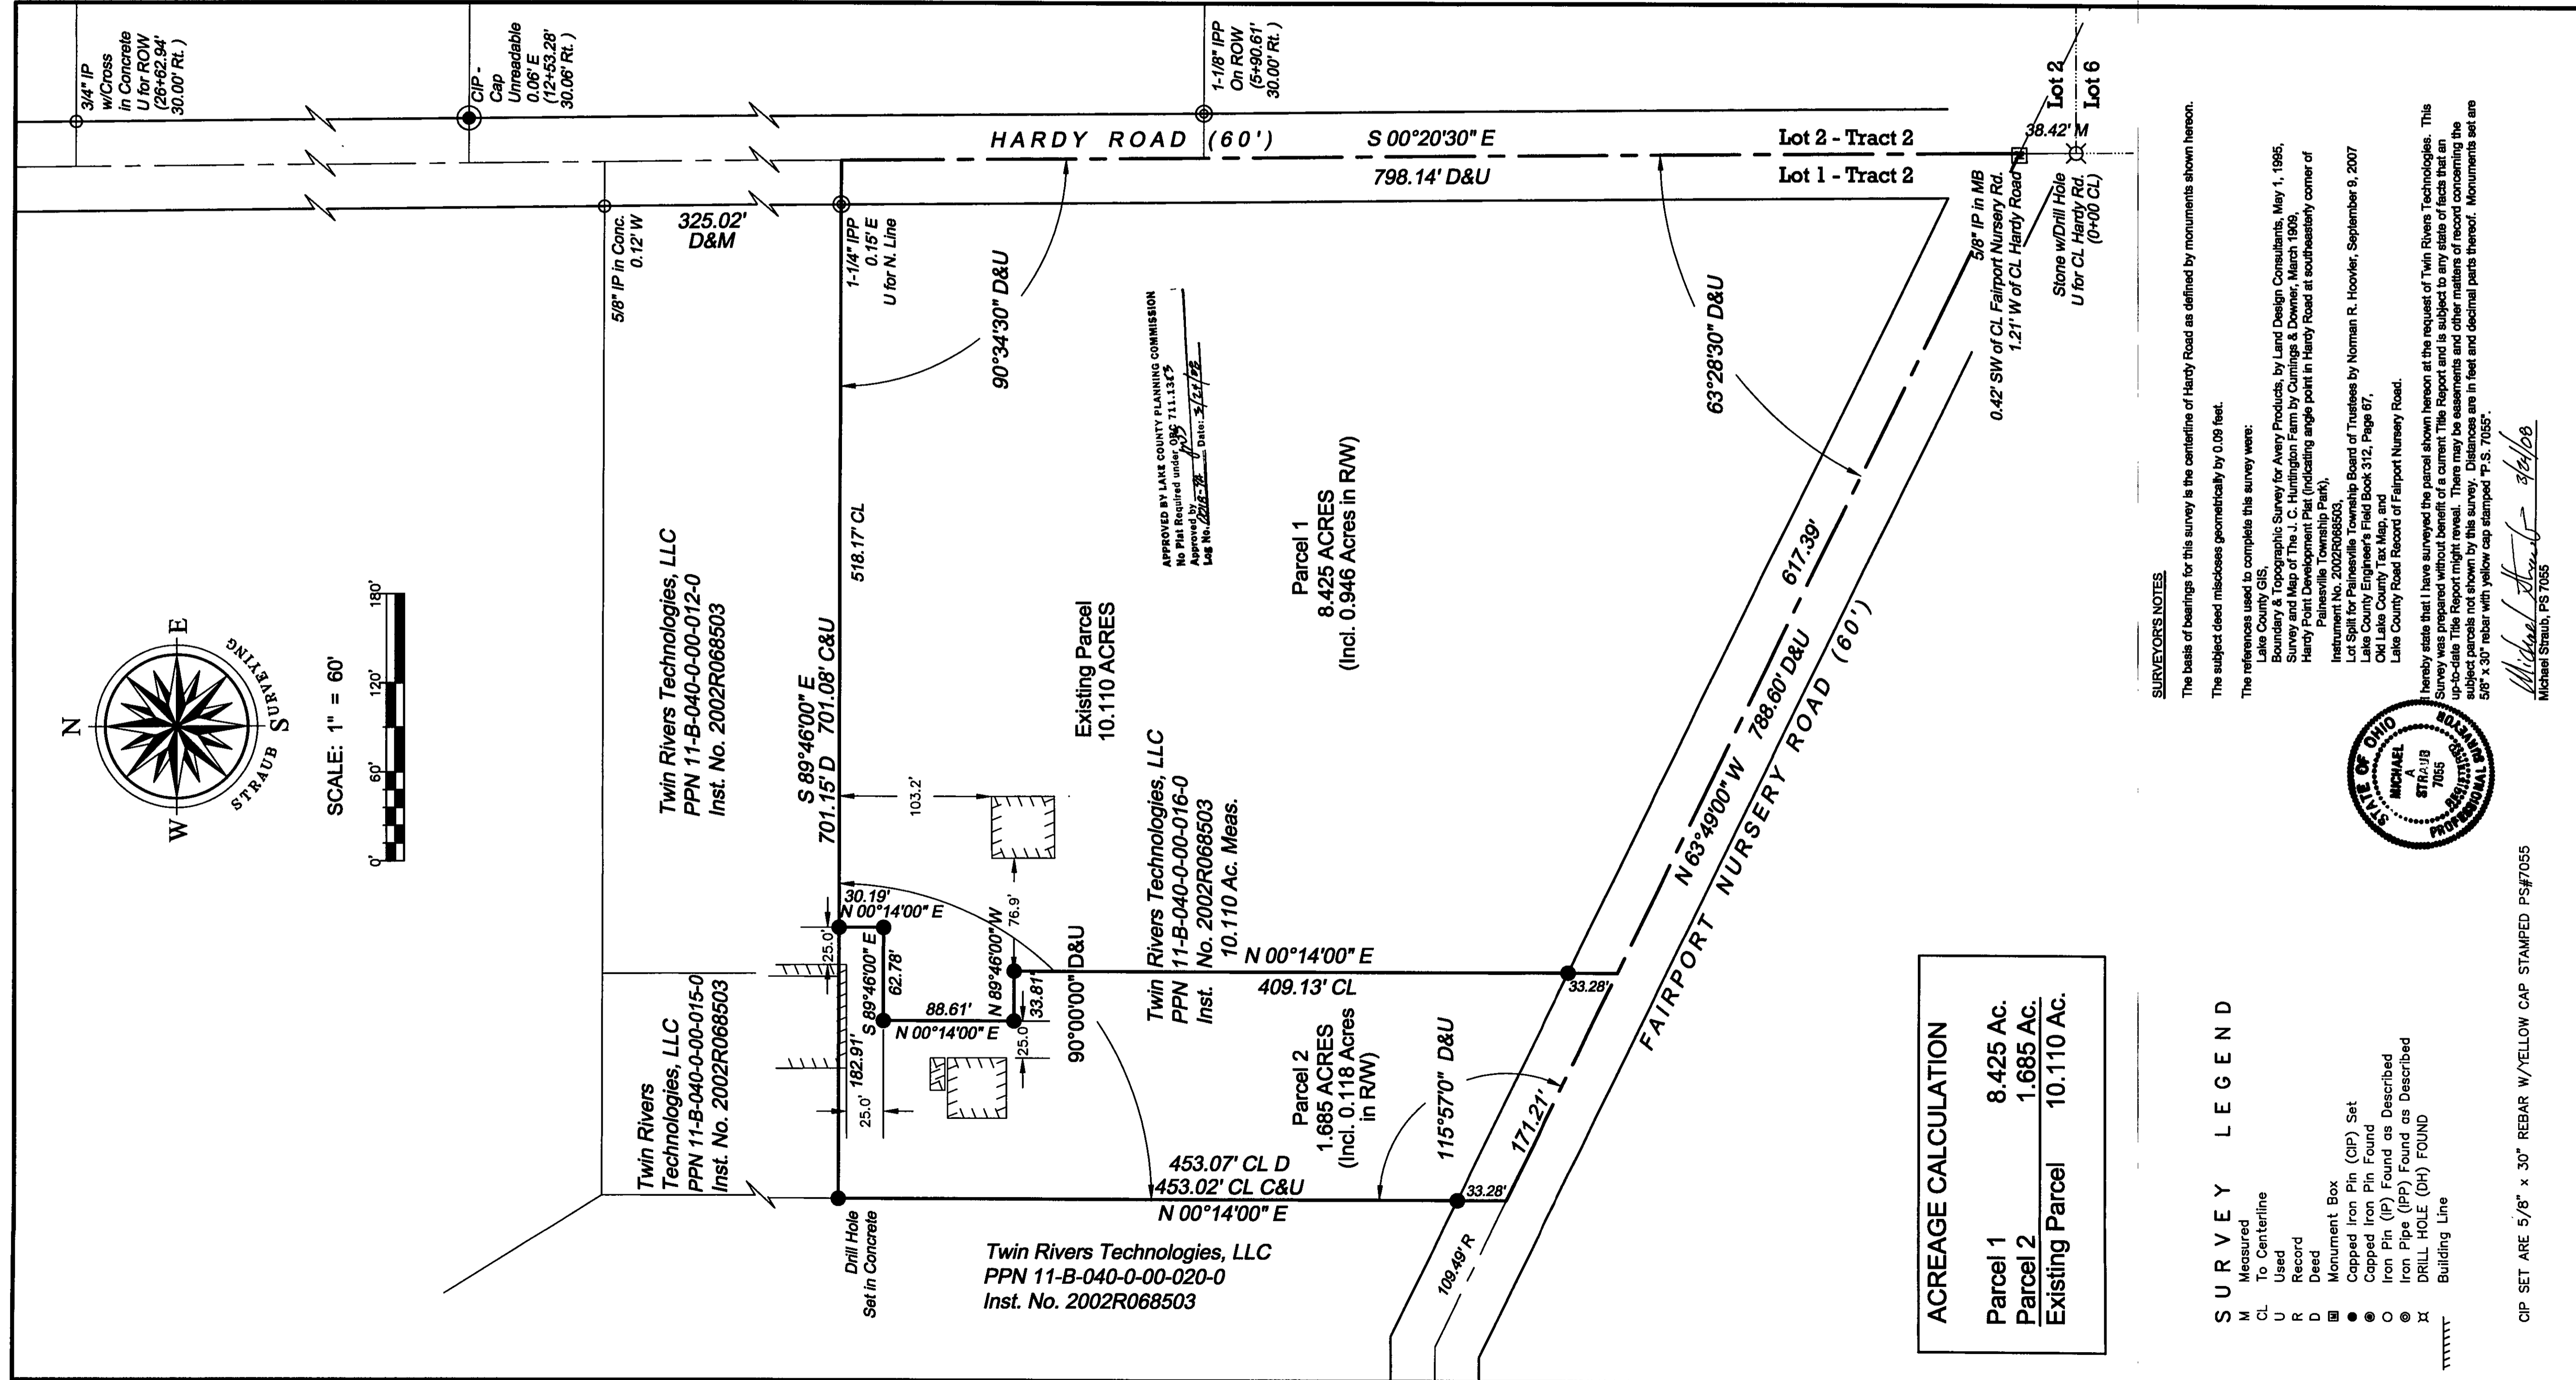 3/4" IP
w/Cross
in Concrete
U for ROW
(26+62.94'
30.00' Rt. )
CIP -
Cap
Unreadable
0.06' E
(12+53.28'
30.06' Rt. )
1-1/8" IPP
On ROW
(5+90.61'
30.00' Rt. )
HARDY ROAD (60')
S 00°20'30" E
798.14' D&U
Lot 2 - Tract 2
Lot 1 - Tract 2
38.42' M
Lot 2
Lot 6
5/8" IP in Conc.
0.12' W
325.02'
D&M
1-1/4" IPP
0.15' E
U for N. Line
90°34'30" D&U
63°28'30" D&U
5/8" IP in MB
0.42' SW of CL Fairport Nursery Rd.
1.21' W of CL Hardy Road
Stone w/Drill Hole
U for CL Hardy Rd.
(0+00 CL)
N
E
S
W
STRAUB SURVEYING
SCALE: 1" = 60'
0'
60'
120'
180'
Twin Rivers Technologies, LLC
PPN 11-B-040-0-00-012-0
Inst. No. 2002R068503
S 89°46'00" E
701.15' D 701.08' C&U
518.17' CL
APPROVED BY LAKE COUNTY PLANNING COMMISSION
No Plat Required under ORC 711.13
Approved by
Date: 3/24/08
Log No.
Existing Parcel
10.110 ACRES
Parcel 1
8.425 ACRES
(Incl. 0.946 Acres in R/W)
103.2'
76.9'
Twin Rivers Technologies, LLC
PPN 11-B-040-0-00-016-0
Inst. No. 2002R068503
10.110 Ac. Meas.
30.19'
N 00°14'00" E
25.0'
S 89°46'00" E
62.78'
182.91'
25.0'
88.61'
N 00°14'00" E
N 89°46'00" W
33.81'
25.0'
90°00'00" D&U
N 00°14'00" E
409.13' CL
33.28'
Twin Rivers
Technologies, LLC
PPN 11-B-040-0-00-015-0
Inst. No. 2002R068503
Parcel 2
1.685 ACRES
(Incl. 0.118 Acres
in R/W)
115°57'0" D&U
453.07' CL D
453.02' CL C&U
N 00°14'00" E
33.28'
171.21'
617.39'
N 63°49'00" W 788.60' D&U
FAIRPORT NURSERY ROAD (60')
109.49' R
Drill Hole
Set in Concrete
Twin Rivers Technologies, LLC
PPN 11-B-040-0-00-020-0
Inst. No. 2002R068503
ACREAGE CALCULATION
Parcel 1 8.425 Ac.
Parcel 2 1.685 Ac.
Existing Parcel 10.110 Ac.
SURVEYOR'S NOTES
The basis of bearings for this survey is the centerline of Hardy Road as defined by monuments shown hereon.
The subject deed miscloses geometrically by 0.09 feet.
The references used to complete this survey were:
Lake County GIS,
Boundary & Topographic Survey for Avery Products, by Land Design Consultants, May 1, 1995,
Survey and Map of The J. C. Huntington Farm by Cumings & Downer, March 1909,
Hardy Point Development Plat (indicating angle point in Hardy Road at southeasterly corner of
Painesville Township Park),
Instrument No. 2002R068503,
Lot Split for Painesville Township Board of Trustees by Norman R. Hoovler, September 9, 2007
Lake County Engineer's Field Book 312, Page 67,
Old Lake County Tax Map, and
Lake County Road Record of Fairport Nursery Road.
I hereby state that I have surveyed the parcel shown hereon at the request of Twin Rivers Technologies. This
Survey was prepared without benefit of a current Title Report and is subject to any state of facts that an
up-to-date Title Report might reveal. There may be easements and other matters of record concerning the
subject parcels not shown by this survey. Distances are in feet and decimal parts thereof. Monuments set are
5/8" x 30" rebar with yellow cap stamped "P.S. 7055".
3/24/08
Michael Straub, PS 7055
STATE OF OHIO
MICHAEL
A
STRAUB
7055
REGISTERED
PROFESSIONAL SURVEYOR
SURVEY LEGEND
M Measured
CL To Centerline
U Used
R Record
D Deed
Monument Box
Capped Iron Pin (CIP) Set
Capped Iron Pin Found
Iron Pin (IP) Found as Described
Iron Pipe (IPP) Found as Described
DRILL HOLE (DH) FOUND
Building Line
CIP SET ARE 5/8" x 30" REBAR W/YELLOW CAP STAMPED PS#7055